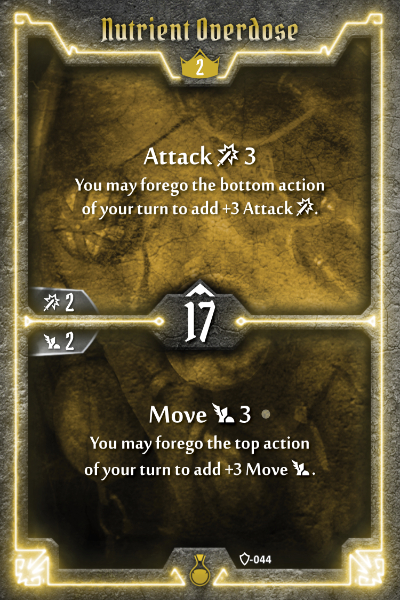 Nutrient Overdose
2
Attack 3
You may forego the bottom action
of your turn to add +3 Attack .
2
17
2
Move 3
You may forego the top action
of your turn to add +3 Move .
-044